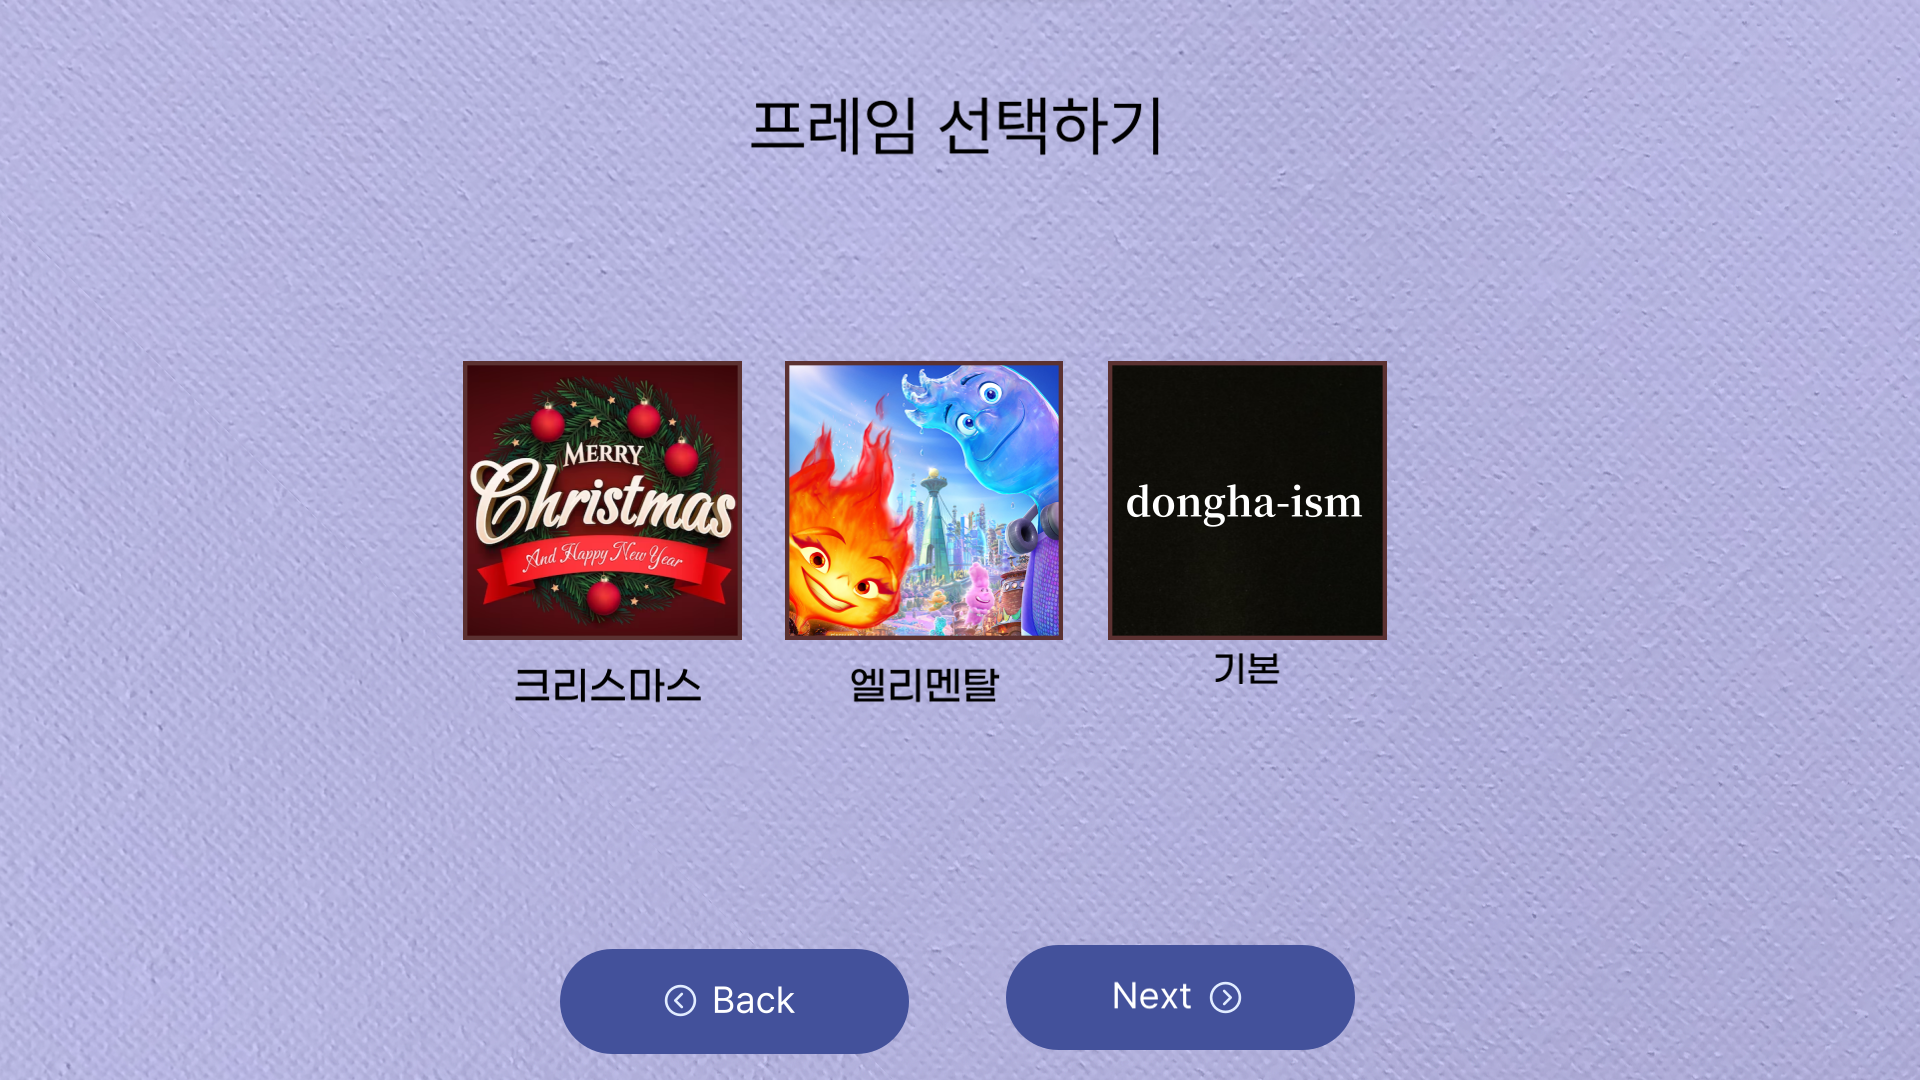 프레임 선택하기
MERRY
Christmas
And Happy New Year
dongha-ism
크리스마스
엘리멘탈
기본
Back
Next